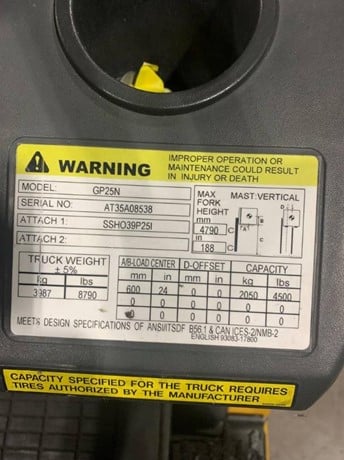 WARNING
IMPROPER OPERATION OR
MAINTENANCE COULD RESULT
IN INJURY OR DEATH
MODEL: GP25N
SERIAL NO: AT35A08538
ATTACH 1: SSHO39P25I
ATTACH 2:
MAX FORK HEIGHT
MAST:VERTICAL
mm
4790 C
in
188 C
TRUCK WEIGHT
± 5%
A/B-LOAD CENTER D-OFFSET CAPACITY
kg lbs mm in mm in kg lbs
3987 8790 600 24 0 0 2050 4500
0 0 0 0 0 0
0 0 0 0 0 0
MEETS DESIGN SPECIFICATIONS OF ANSI/ITSDF B56.1 & CAN ICES-2/NMB-2
ENGLISH 93083-17800
CAPACITY SPECIFIED FOR THE TRUCK REQUIRES
TIRES AUTHORIZED BY THE MANUFACTURER